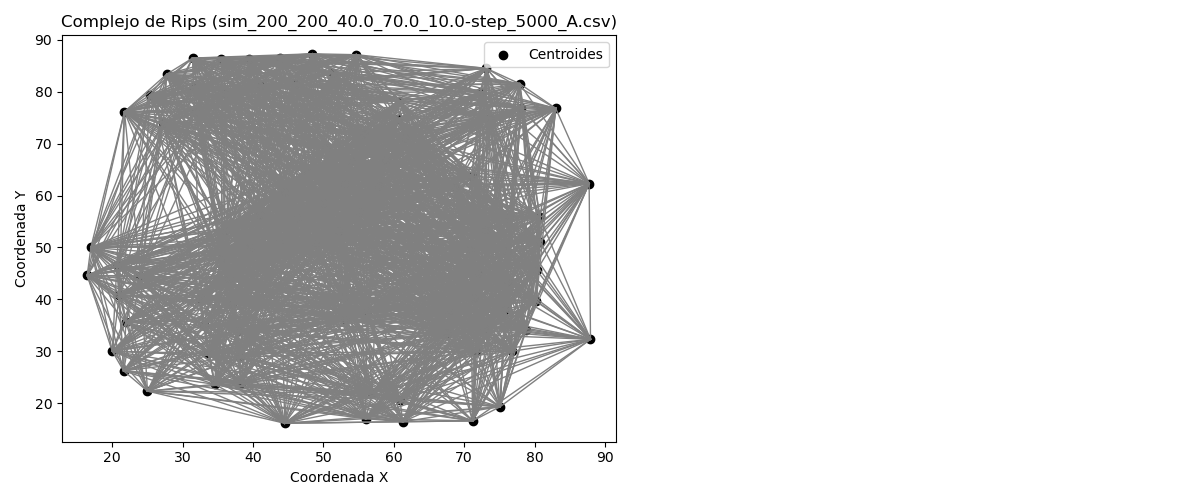 Complejo de Rips (sim_200_200_40.0_70.0_10.0-step_5000_A.csv)
Centroides
90
80
70
60
50
40
30
20
Coordenada Y
20 30 40 50 60 70 80 90
Coordenada X